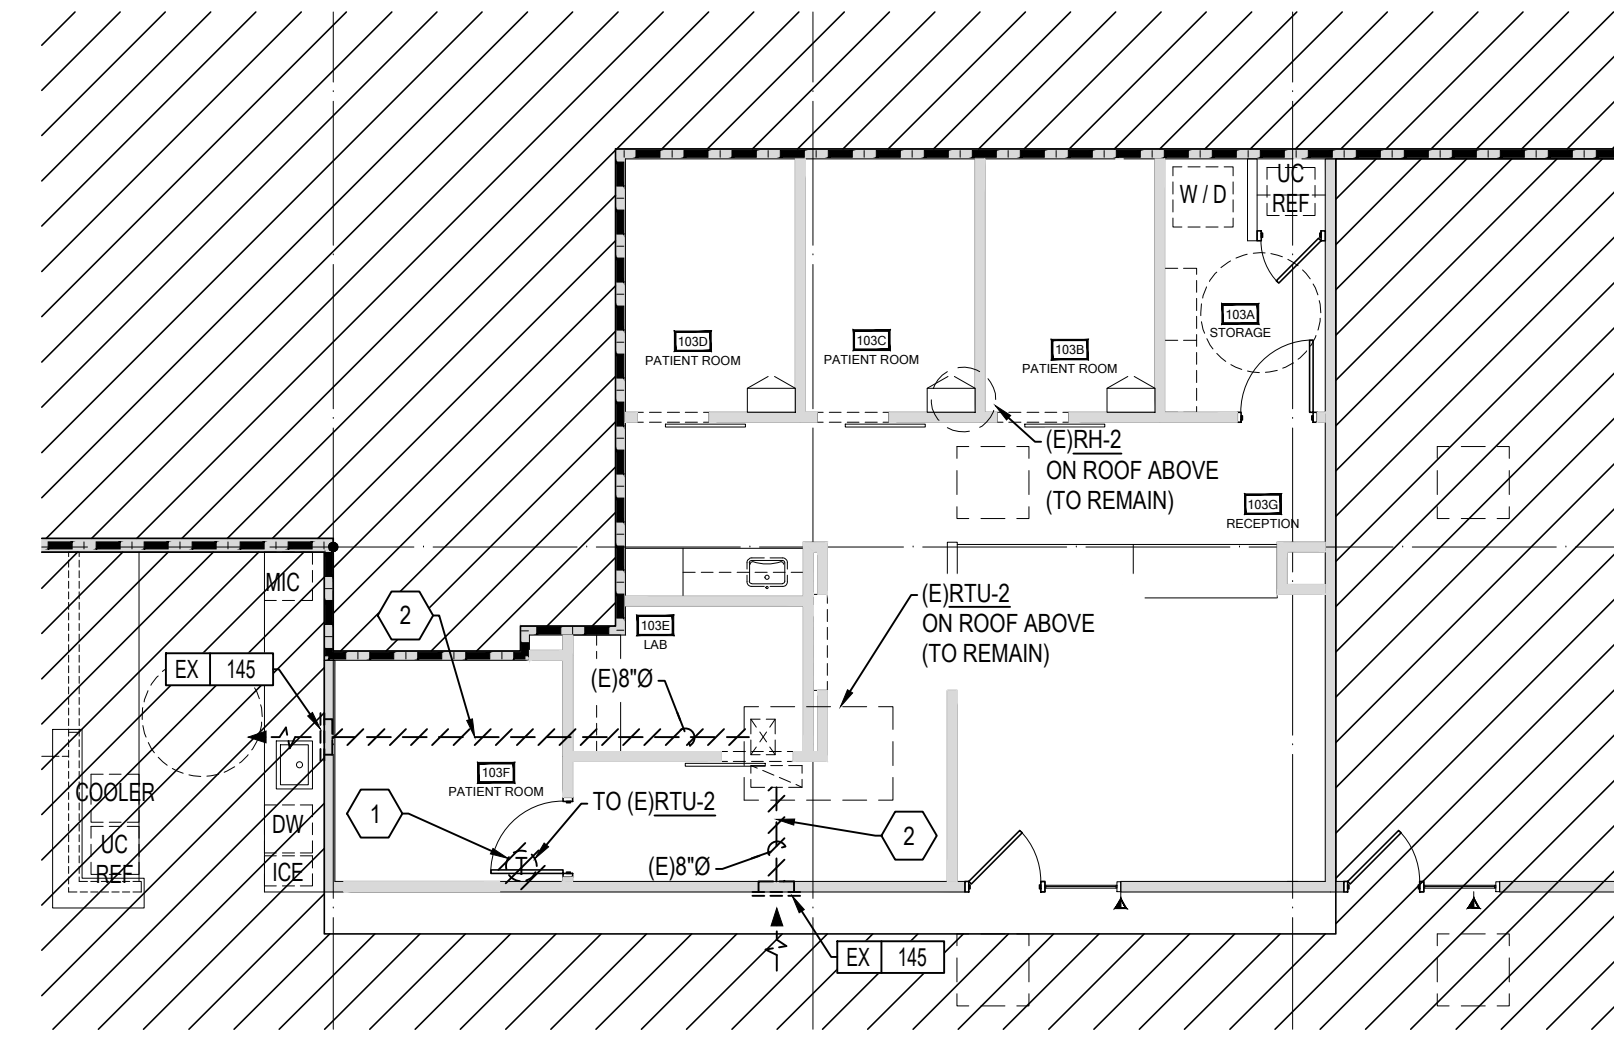 W / D
UC
REF
103A
STORAGE
103D
PATIENT ROOM
103C
PATIENT ROOM
103B
PATIENT ROOM
(E)RH-2
ON ROOF ABOVE
(TO REMAIN)
103G
RECEPTION
MIC
2
(E)RTU-2
ON ROOF ABOVE
(TO REMAIN)
103E
LAB
EX 145
(E)8"Ø
X
103F
PATIENT ROOM
COOLER
1
TO (E)RTU-2
2
DW
UC
REF
ICE
T
(E)8"Ø
EX 145